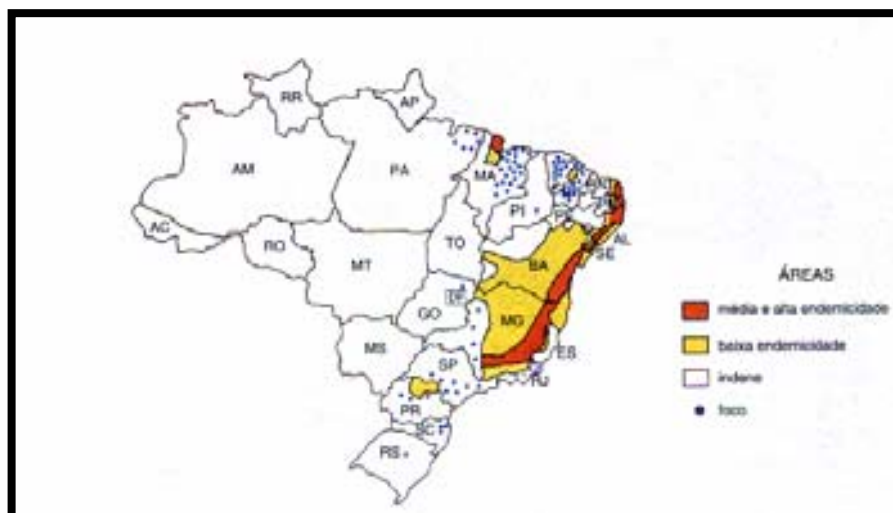 RR
AP
AM
PA
MA
PI
AC
RO
TO
MT
BA
AL
SE
DF
GO
MG
MS
ES
SP
RJ
PR
SC
RS
ÁREAS
média e alta endemicidade
baixa endemicidade
indene
foco